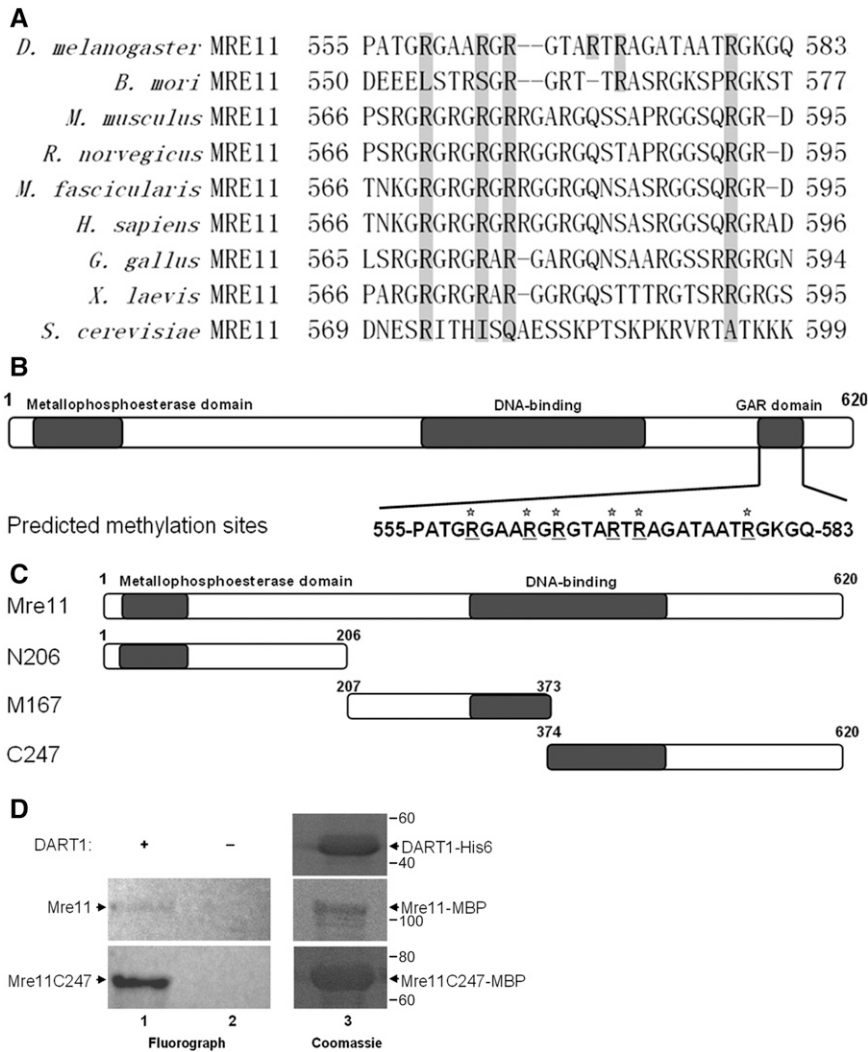 A
D. melanogaster MRE11 555 PATGRGAARGR--GTARTRAGATAATRGKGQ 583
B. mori MRE11 550 DEEELSTRSGR--GRT-TRASRGKSPRGKST 577
M. musculus MRE11 566 PSRGRGRGRGRRGARGQSSAPRGGSQRGR-D 595
R. norvegicus MRE11 566 PSRGRGRGRGRRGGRGQSTAPRGGSQRGR-D 595
M. fascicularis MRE11 566 TNKGRGRGRGRRGGRGQNSASRGGSQRGR-D 595
H. sapiens MRE11 566 TNKGRGRGRGRRGGRGQNSASRGGSQRGRAD 596
G. gallus MRE11 565 LSRGRGRGRAR-GARGQNSAARGSSRRGRGN 594
X. laevis MRE11 566 PARGRGRGRAR-GGRGQSTTTRGTSRRGRGS 595
S. cerevisiae MRE11 569 DNESRITHISQAESSKPTSKPKRVRTATKKK 599
B
1 Metallophosphoesterase domain DNA-binding GAR domain 620
Predicted methylation sites 555-PATGRGAARGRGTARTRAGATAATRGKGQ-583
C
1 Metallophosphoesterase domain DNA-binding 620
Mre11
1 206
N206
207 373
M167
374 620
C247
D
DART1: + – 60
DART1-His6
40
Mre11 Mre11-MBP
100
80
Mre11C247 Mre11C247-MBP
60
1 2 3
Fluorograph Coomassie